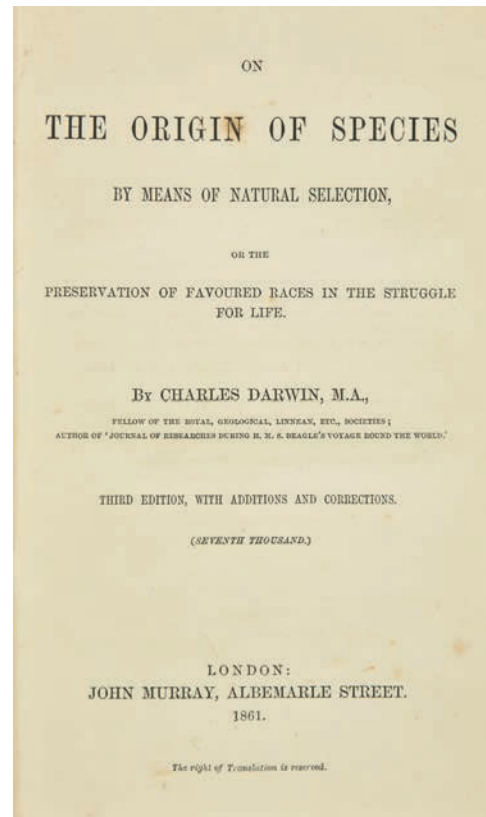 ON
THE ORIGIN OF SPECIES
BY MEANS OF NATURAL SELECTION,
OR THE
PRESERVATION OF FAVOURED RACES IN THE STRUGGLE
FOR LIFE.
By CHARLES DARWIN, M.A.,
FELLOW OF THE ROYAL, GEOLOGICAL, LINNEAN, ETC., SOCIETIES;
AUTHOR OF 'JOURNAL OF RESEARCHES DURING H. M. S. BEAGLE'S VOYAGE ROUND THE WORLD.'
THIRD EDITION, WITH ADDITIONS AND CORRECTIONS.
(SEVENTH THOUSAND.)
LONDON:
JOHN MURRAY, ALBEMARLE STREET.
1861.
The right of Translation is reserved.